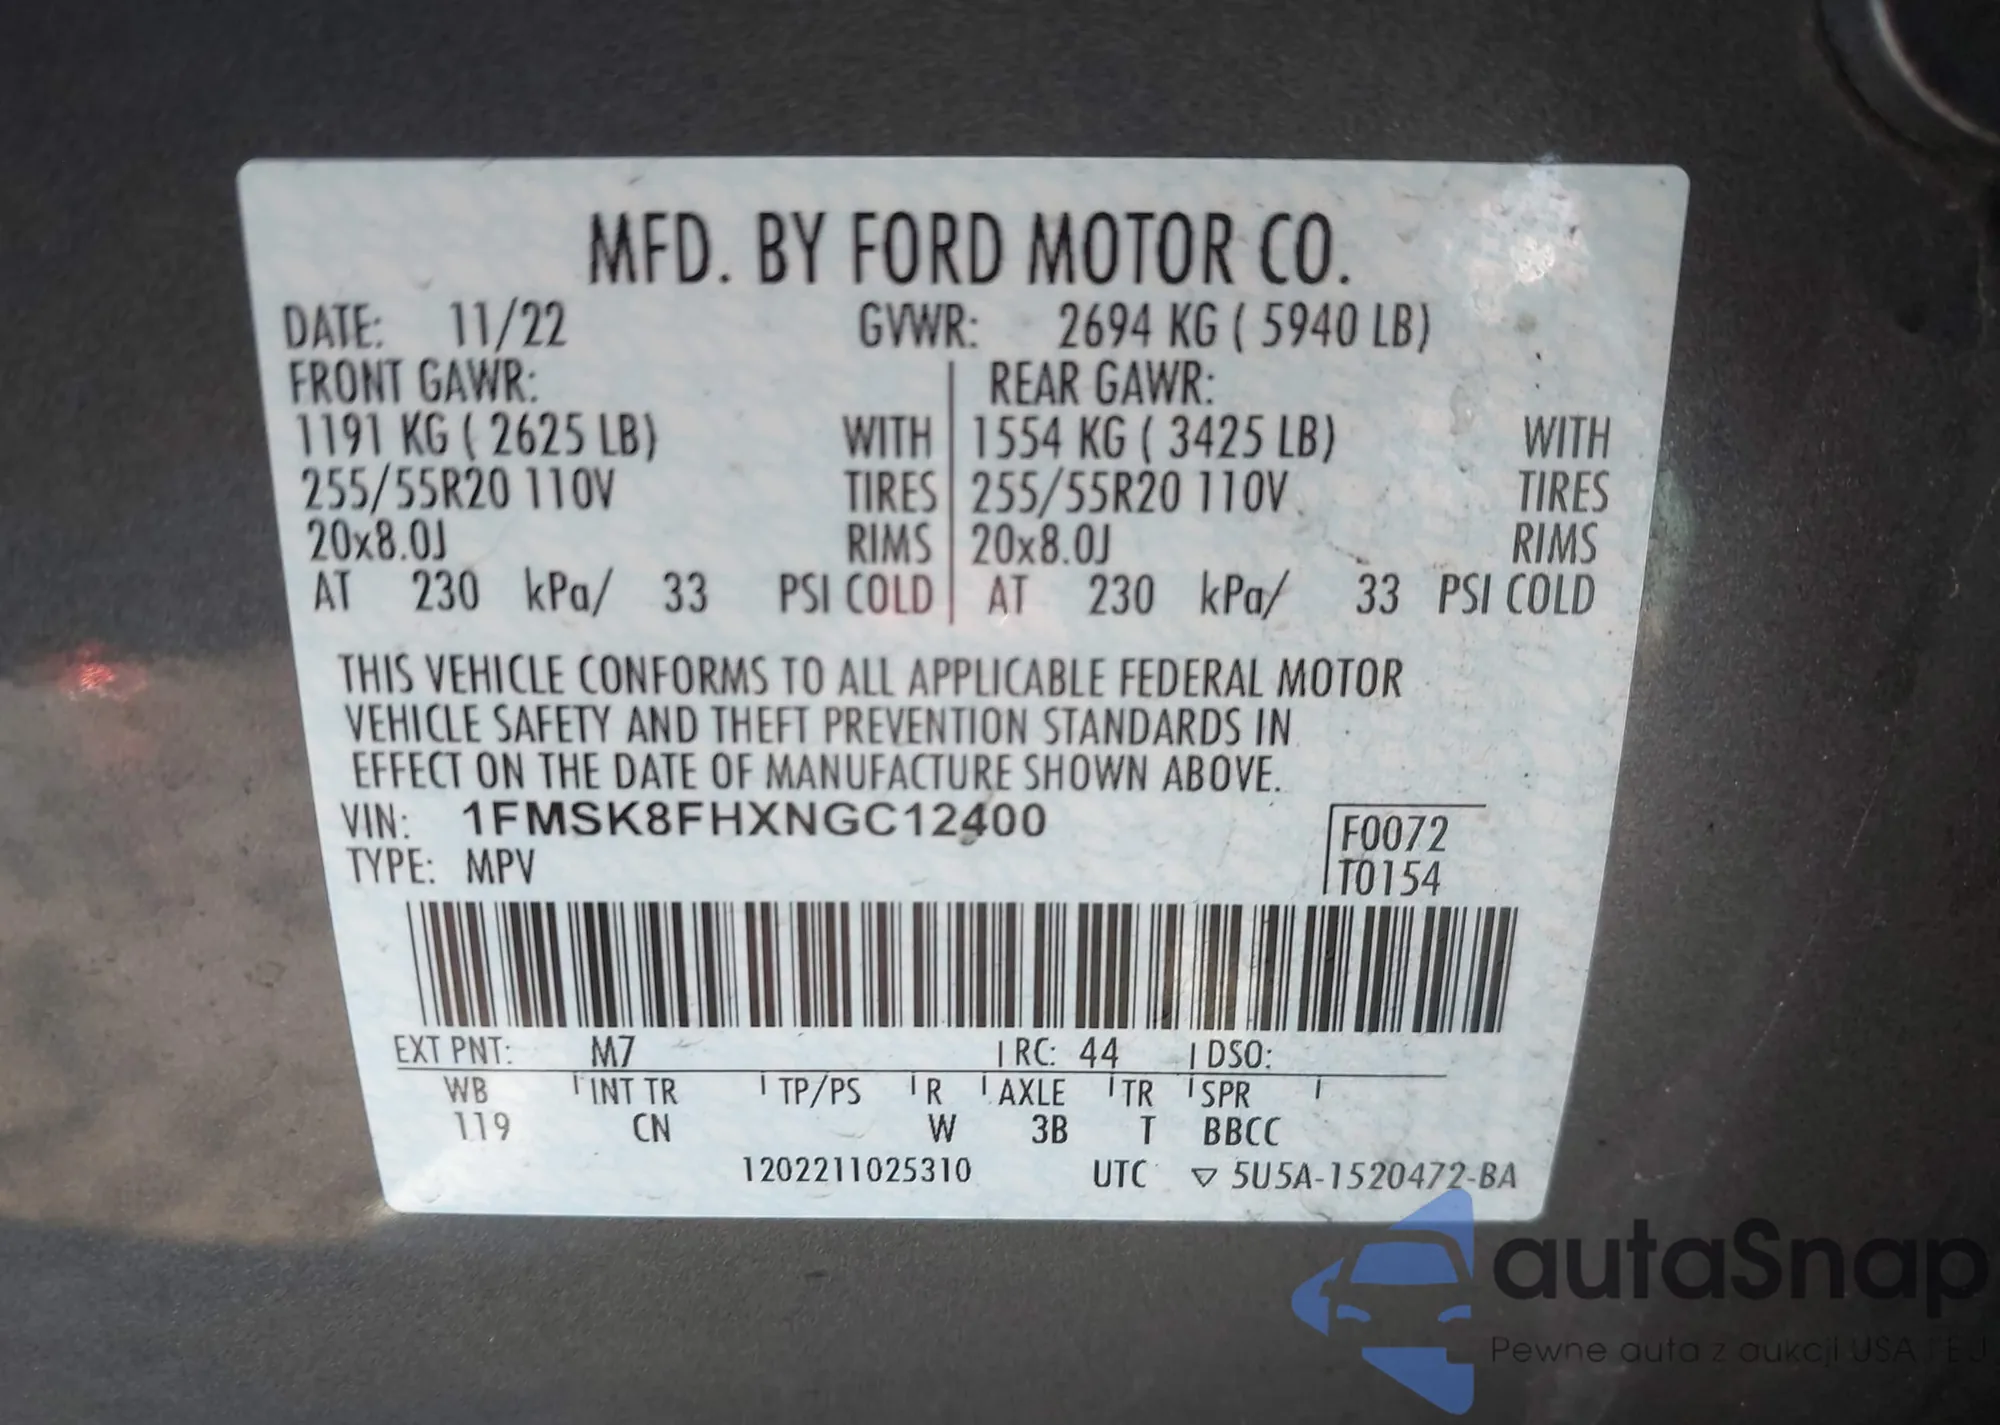 MFD. BY FORD MOTOR CO.
DATE: 11/22 GVWR: 2694 KG ( 5940 LB)
FRONT GAWR: REAR GAWR:
1191 KG ( 2625 LB) WITH 1554 KG ( 3425 LB) WITH
255/55R20 110V TIRES 255/55R20 110V TIRES
20x8.0J RIMS 20x8.0J RIMS
AT 230 kPa/ 33 PSI COLD AT 230 kPa/ 33 PSI COLD
THIS VEHICLE CONFORMS TO ALL APPLICABLE FEDERAL MOTOR
VEHICLE SAFETY AND THEFT PREVENTION STANDARDS IN
EFFECT ON THE DATE OF MANUFACTURE SHOWN ABOVE.
VIN: 1FMSK8FHXNGC12400
F0072
TYPE: MPV
T0154
EXT PNT: M7 RC: 44 DSO:
WB INT TR TP/PS R AXLE TR SPR
119 CN W 3B T BBCC
1202211025310 UTC ▽ 5U5A-1520472-BA
autaSnap
Pewne auta z aukcji USA i EU